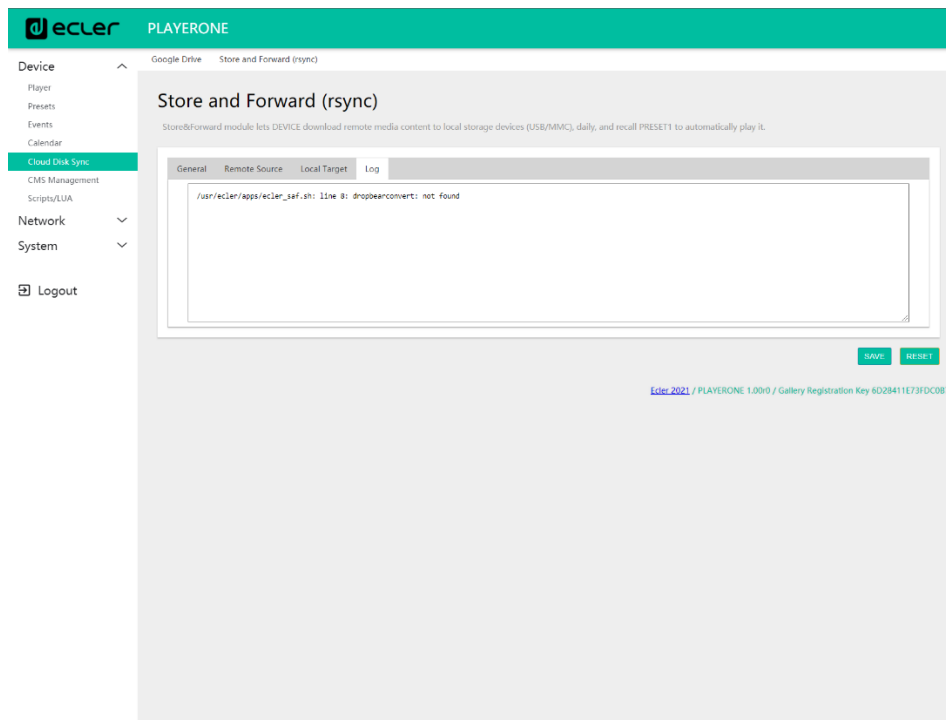 ecler PLAYERONE
Google Drive Store and Forward (rsync)
Device
Player
Presets
Events
Calendar
Cloud Disk Sync
CMS Management
Scripts/LUA
Network
System
Logout
Store and Forward (rsync)
Store&Forward module lets DEVICE download remote media content to local storage devices (USB/MMC), daily, and recall PRESET1 to automatically play it.
General Remote Source Local Target Log
/usr/ecler/apps/ecler_saf.sh: line 8: dropbearconvert: not found
SAVE RESET
Ecler 2021 / PLAYERONE 1.00r0 / Gallery Registration Key 6D28411E73FDC0B